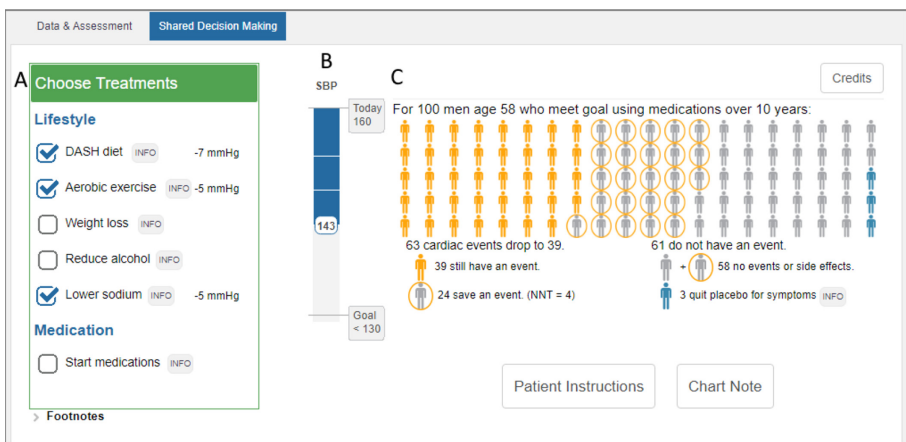 Data & Assessment
Shared Decision Making
A
Choose Treatments
Lifestyle
DASH diet INFO -7 mmHg
Aerobic exercise INFO -5 mmHg
Weight loss INFO
Reduce alcohol INFO
Lower sodium INFO -5 mmHg
Medication
Start medications INFO
Footnotes
B
SBP
Today
160
143
Goal
< 130
C
Credits
For 100 men age 58 who meet goal using medications over 10 years:
63 cardiac events drop to 39.
39 still have an event.
24 save an event. (NNT = 4)
61 do not have an event.
+ 58 no events or side effects.
3 quit placebo for symptoms INFO
Patient Instructions
Chart Note